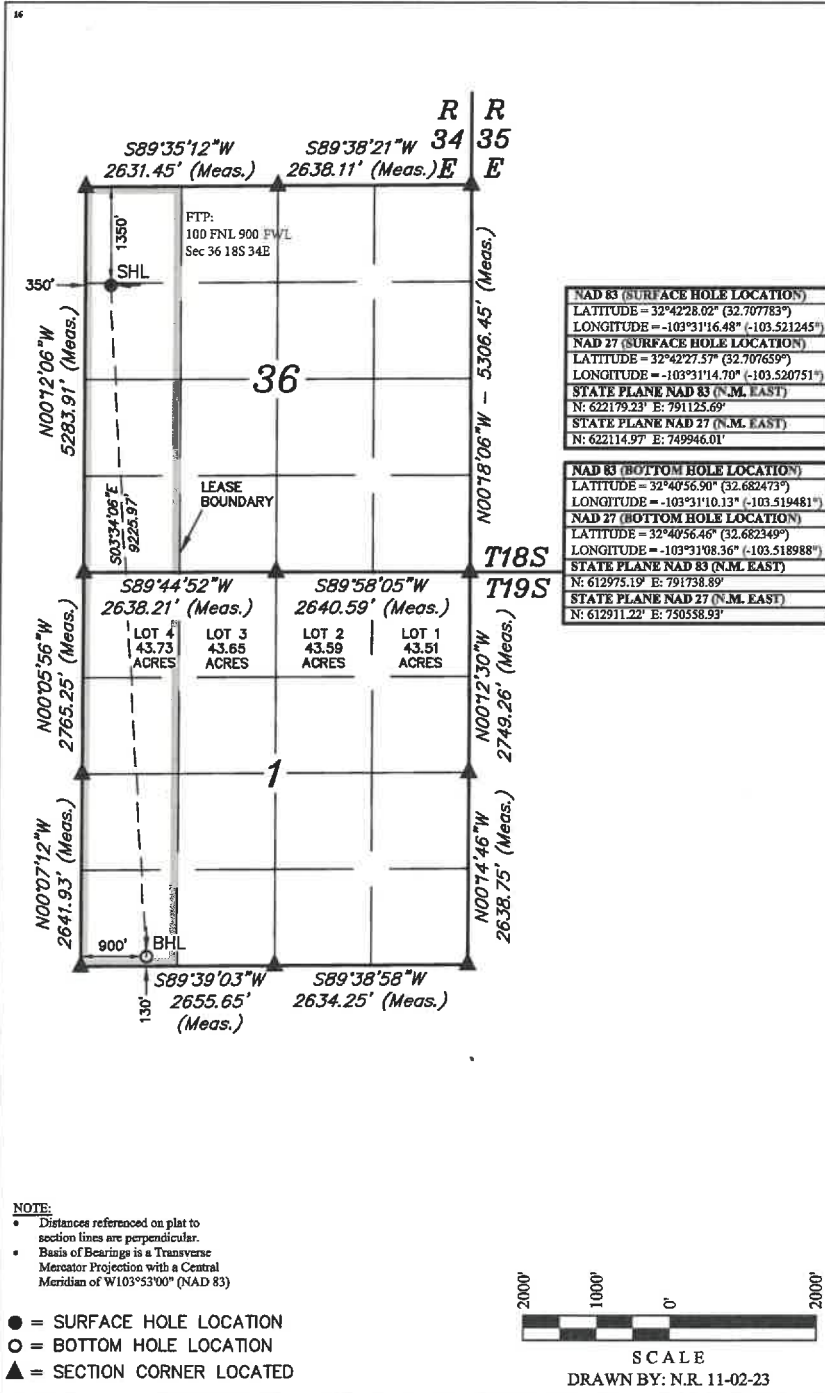 16
R R
34 35
E E
S89°35'12"W
2631.45' (Meas.)
S89°38'21"W
2638.11' (Meas.)
1350'
FTP:
100 FNL 900 FWL
Sec 36 18S 34E
350'
SHL
N00°12'06"W
5283.91' (Meas.)
36
N00°18'06"W – 5306.45' (Meas.)
LEASE
BOUNDARY
S03°34'06"E
9225.97'
T18S
T19S
S89°44'52"W
2638.21' (Meas.)
S89°58'05"W
2640.59' (Meas.)
LOT 4
43.73
ACRES
LOT 3
43.65
ACRES
LOT 2
43.59
ACRES
LOT 1
43.51
ACRES
N00°05'56"W
2765.25' (Meas.)
N00°12'30"W
2749.26' (Meas.)
1
N00°07'12"W
2641.93' (Meas.)
N00°14'46"W
2638.75' (Meas.)
900'
BHL
130'
S89°39'03"W
2655.65'
(Meas.)
S89°38'58"W
2634.25' (Meas.)
NAD 83 (SURFACE HOLE LOCATION)
LATITUDE = 32°42'28.02" (32.707783°)
LONGITUDE = -103°31'16.48" (-103.521245°)
NAD 27 (SURFACE HOLE LOCATION)
LATITUDE = 32°42'27.57" (32.707659°)
LONGITUDE = -103°31'14.70" (-103.520751°)
STATE PLANE NAD 83 (N.M. EAST)
N: 622179.23' E: 791125.69'
STATE PLANE NAD 27 (N.M. EAST)
N: 622114.97' E: 749946.01'
NAD 83 (BOTTOM HOLE LOCATION)
LATITUDE = 32°40'56.90" (32.682473°)
LONGITUDE = -103°31'10.13" (-103.519481°)
NAD 27 (BOTTOM HOLE LOCATION)
LATITUDE = 32°40'56.46" (32.682349°)
LONGITUDE = -103°31'08.36" (-103.518988°)
STATE PLANE NAD 83 (N.M. EAST)
N: 612975.19' E: 791738.89'
STATE PLANE NAD 27 (N.M. EAST)
N: 612911.22' E: 750558.93'
NOTE:
• Distances referenced on plat to
section lines are perpendicular.
• Basis of Bearings is a Transverse
Mercator Projection with a Central
Meridian of W103°53'00" (NAD 83)
● = SURFACE HOLE LOCATION
○ = BOTTOM HOLE LOCATION
▲ = SECTION CORNER LOCATED
2000' 1000' 0' 2000'
SCALE
DRAWN BY: N.R. 11-02-23